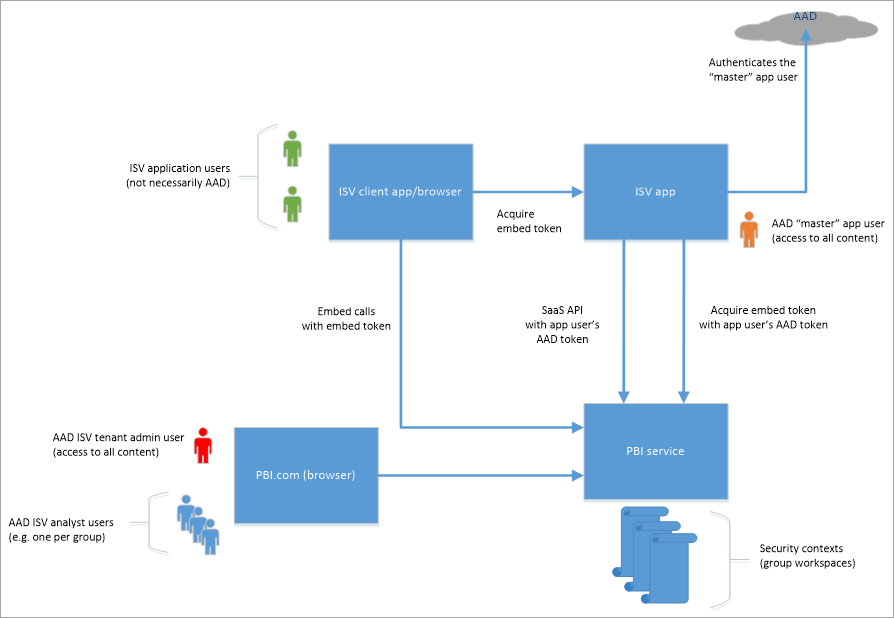 AAD
Authenticates the
“master” app user
ISV application users
(not necessarily AAD)
ISV client app/browser
Acquire
embed token
ISV app
AAD “master” app user
(access to all content)
Embed calls
with embed token
SaaS API
with app user’s
AAD token
Acquire embed token
with app user’s AAD token
AAD ISV tenant admin user
(access to all content)
PBI.com (browser)
PBI service
AAD ISV analyst users
(e.g. one per group)
Security contexts
(group workspaces)